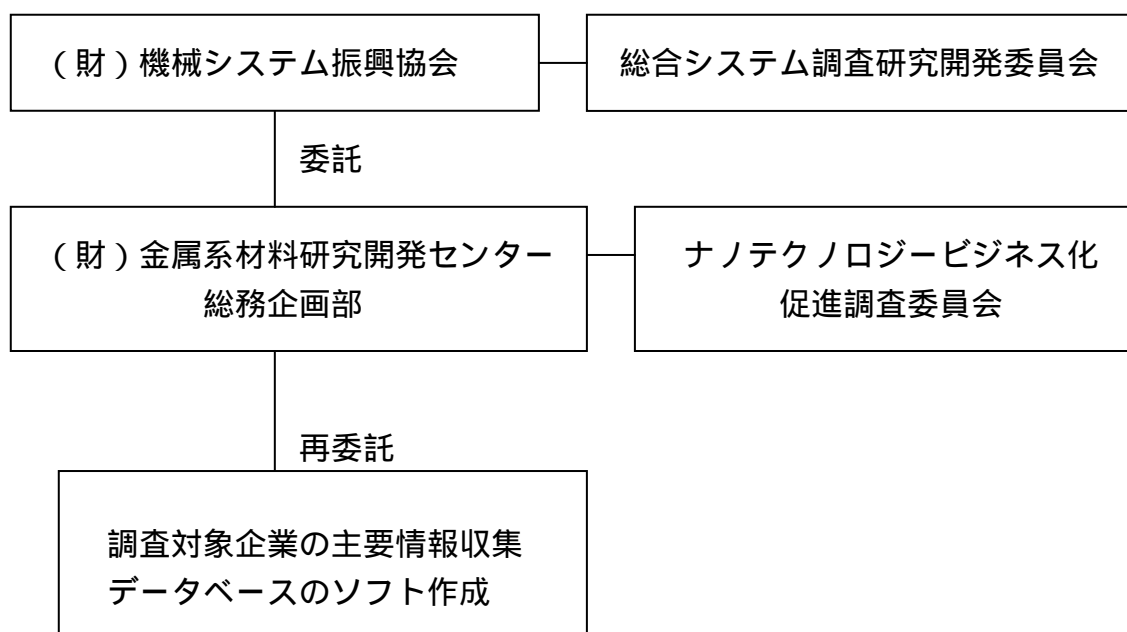 （財）機械システム振興協会
総合システム調査研究開発委員会
委託
（財）金属系材料研究開発センター
総務企画部
ナノテクノロジービジネス化
促進調査委員会
再委託
調査対象企業の主要情報収集
データベースのソフト作成